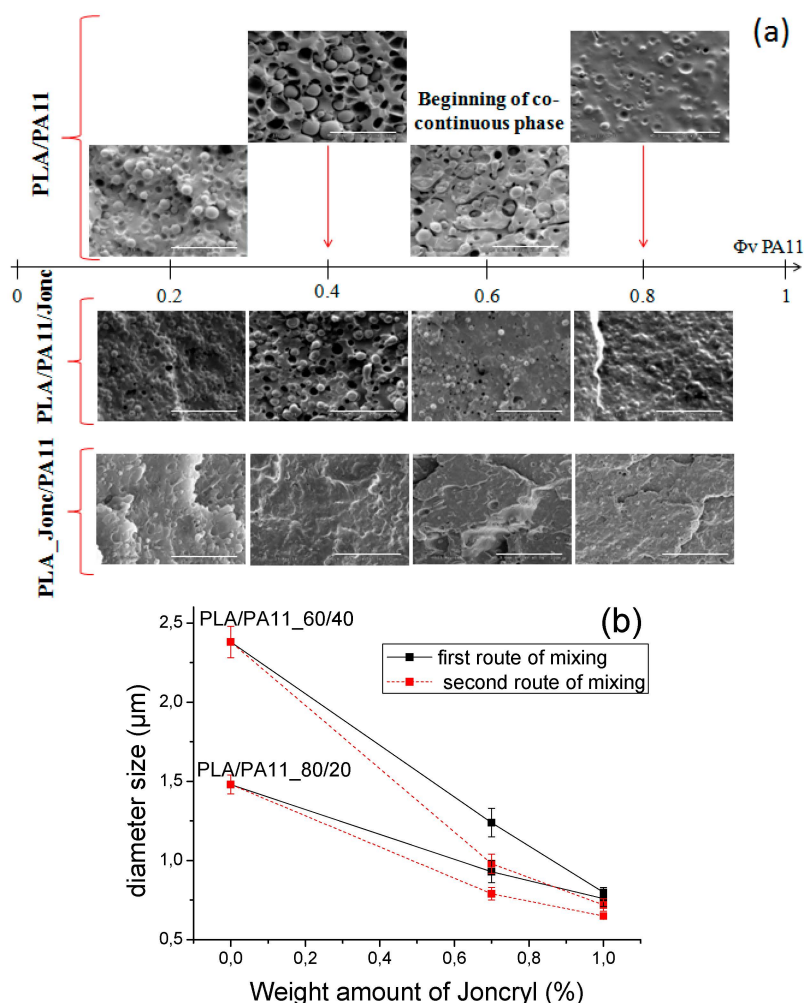 (a)
PLA/PA11
Beginning of co-
continuous phase
Φv PA11
0
0.2
0.4
0.6
0.8
1
PLA/PA11/Jonc
PLA_Jonc/PA11
(b)
PLA/PA11_60/40
first route of mixing
second route of mixing
PLA/PA11_80/20
diameter size (µm)
2,5
2,0
1,5
1,0
0,5
0,0
0,2
0,4
0,6
0,8
1,0
Weight amount of Joncryl (%)